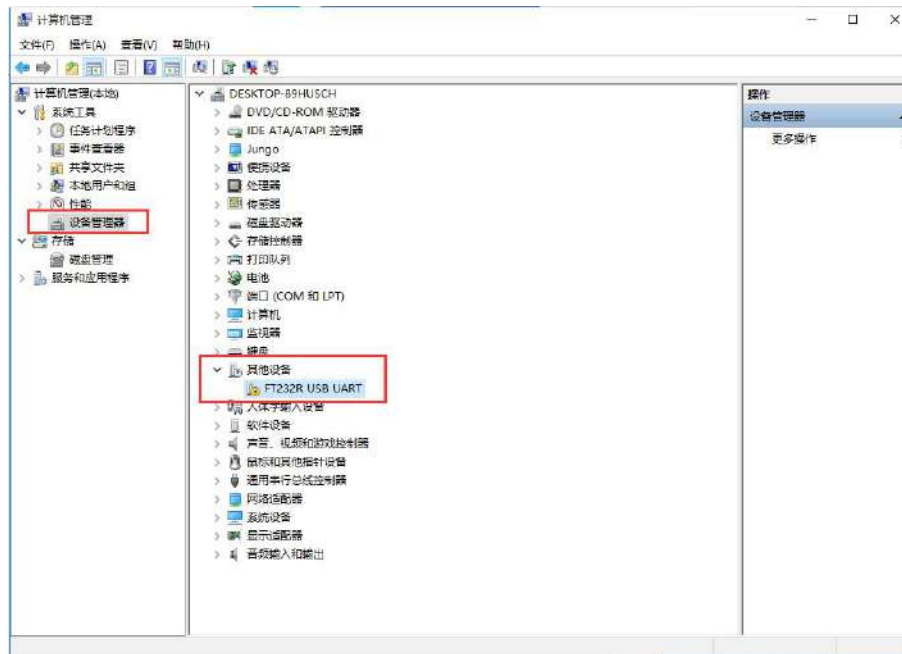 计算机管理
文件(F) 操作(A) 查看(V) 帮助(H)
计算机管理(本地)
系统工具
任务计划程序
事件查看器
共享文件夹
本地用户和组
性能
设备管理器
存储
磁盘管理
服务和应用程序
DESKTOP-89HUSCH
DVD/CD-ROM 驱动器
IDE ATA/ATAPI 控制器
Jungo
便携设备
处理器
传感器
磁盘驱动器
存储控制器
打印队列
电池
端口 (COM 和 LPT)
计算机
监视器
键盘
其他设备
FT232R USB UART
人体学输入设备
软件设备
声音、视频和游戏控制器
鼠标和其他指针设备
通用串行总线控制器
网络适配器
系统设备
显示适配器
音频输入和输出
操作
设备管理器
更多操作